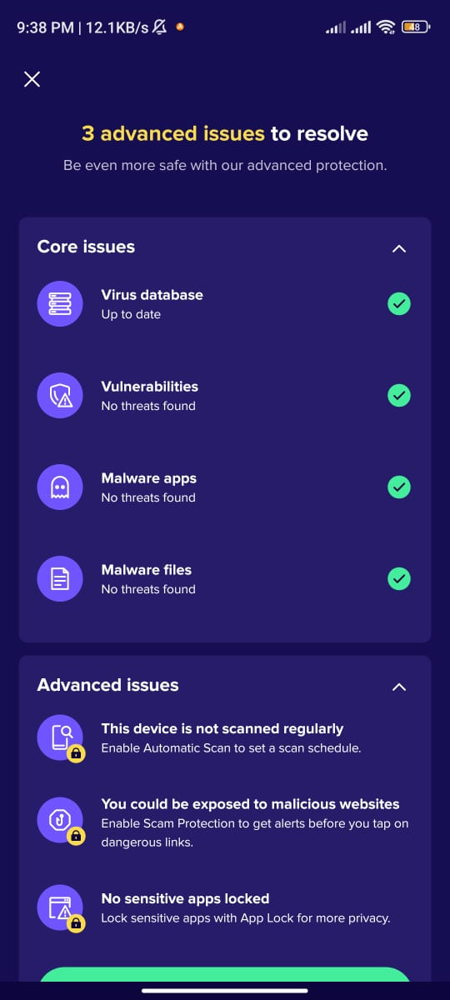 9:38 PM | 12.1KB/s
48
3 advanced issues to resolve
Be even more safe with our advanced protection.
Core issues
Virus database
Up to date
Vulnerabilities
No threats found
Malware apps
No threats found
Malware files
No threats found
Advanced issues
This device is not scanned regularly
Enable Automatic Scan to set a scan schedule.
You could be exposed to malicious websites
Enable Scam Protection to get alerts before you tap on
dangerous links.
No sensitive apps locked
Lock sensitive apps with App Lock for more privacy.